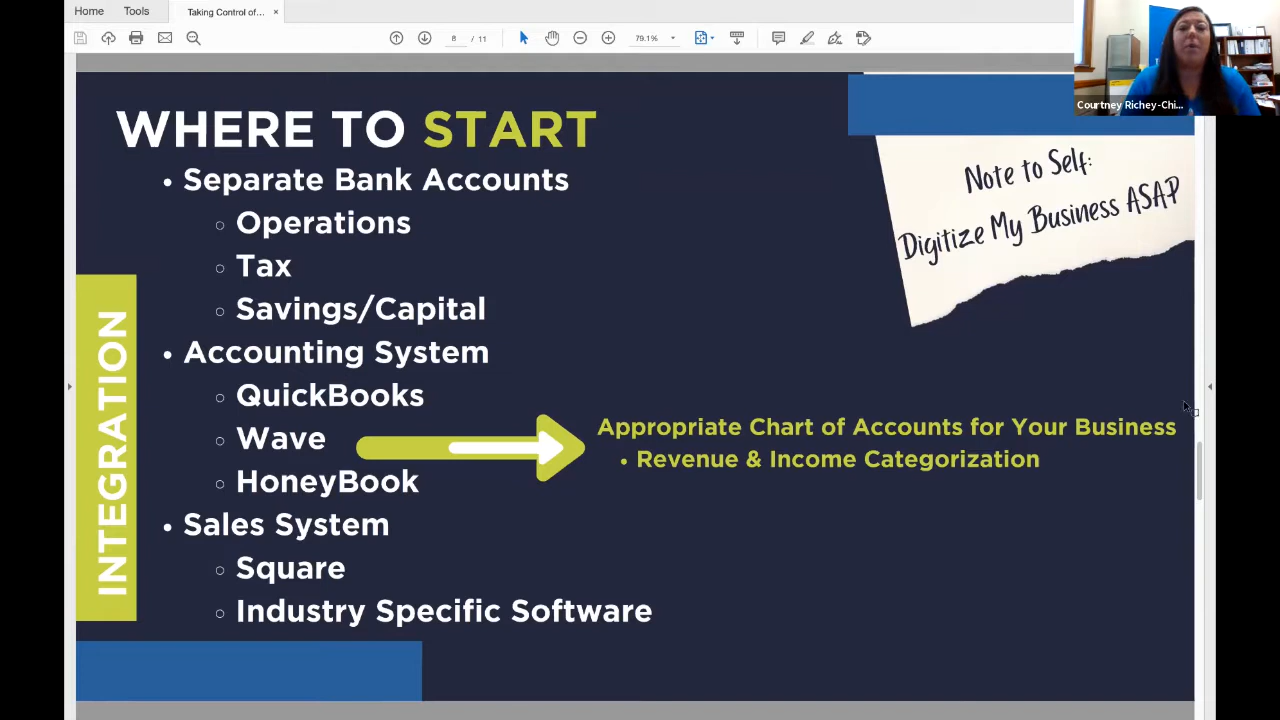 Home
Tools
Taking Control of...
×
8 / 11
79.1%
Courtney Richey-Chi...
WHERE TO START
• Separate Bank Accounts
○ Operations
○ Tax
○ Savings/Capital
• Accounting System
○ QuickBooks
○ Wave
○ HoneyBook
• Sales System
○ Square
○ Industry Specific Software
INTEGRATION
Note to Self:
Digitize My Business ASAP
Appropriate Chart of Accounts for Your Business
• Revenue & Income Categorization